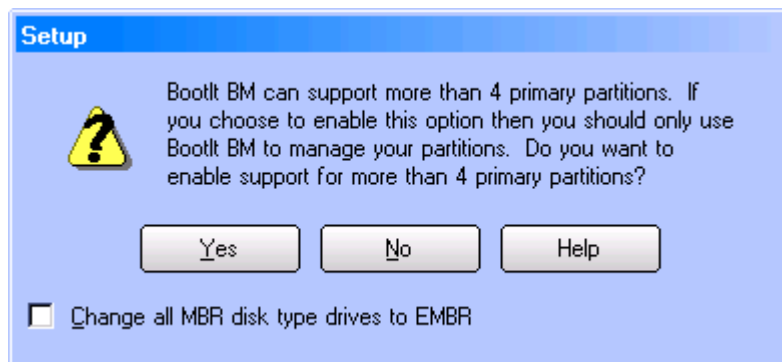 Setup
BootIt BM can support more than 4 primary partitions. If
you choose to enable this option then you should only use
BootIt BM to manage your partitions. Do you want to
enable support for more than 4 primary partitions?
Yes No Help
Change all MBR disk type drives to EMBR